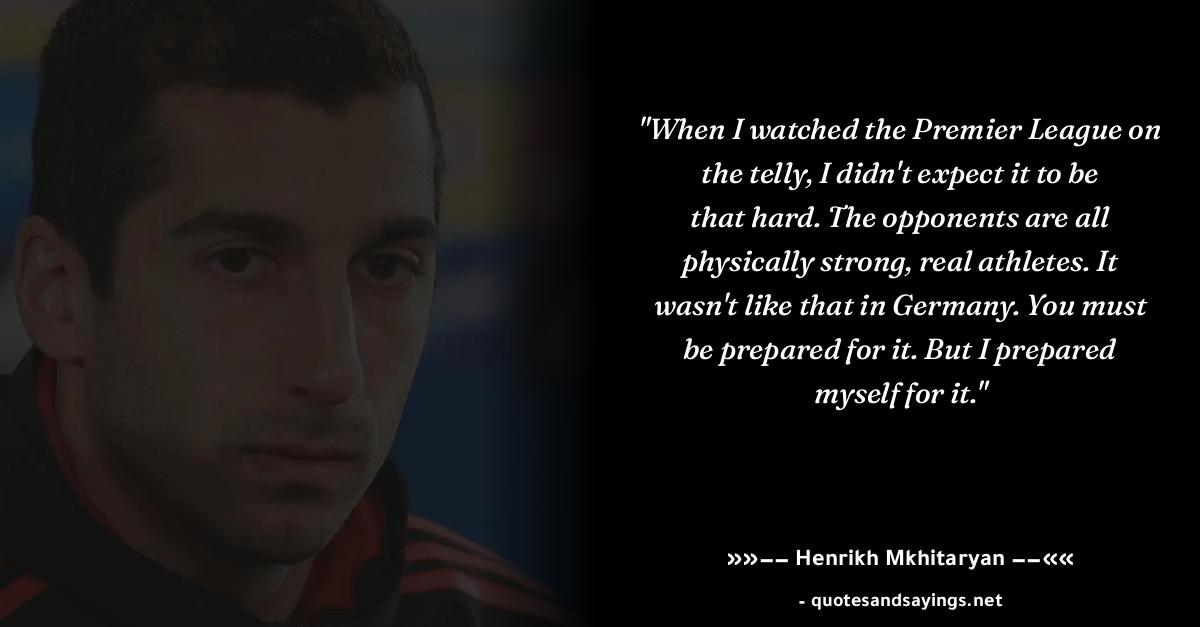 "When I watched the Premier League on
the telly, I didn't expect it to be
that hard. The opponents are all
physically strong, real athletes. It
wasn't like that in Germany. You must
be prepared for it. But I prepared
myself for it."
»»−− Henrikh Mkhitaryan −−««
- quotesandsayings.net